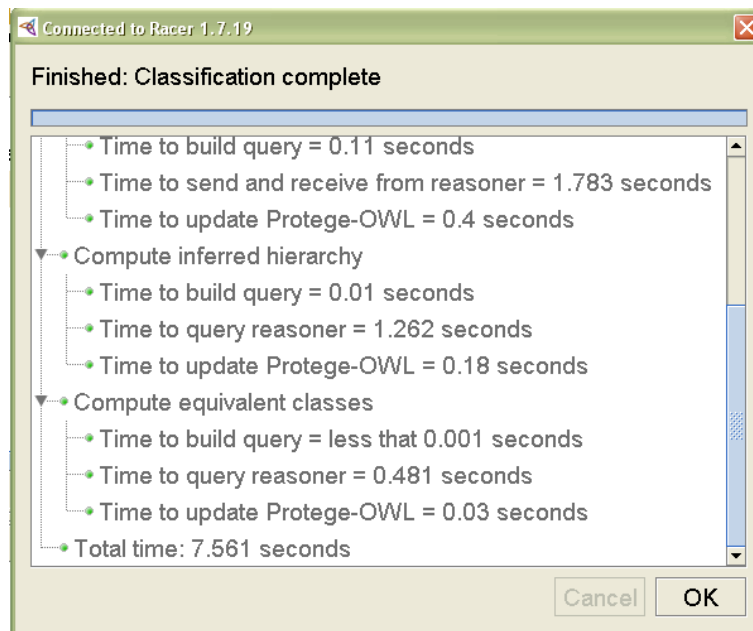 Connected to Racer 1.7.19
Finished: Classification complete
Time to build query = 0.11 seconds
Time to send and receive from reasoner = 1.783 seconds
Time to update Protege-OWL = 0.4 seconds
Compute inferred hierarchy
Time to build query = 0.01 seconds
Time to query reasoner = 1.262 seconds
Time to update Protege-OWL = 0.18 seconds
Compute equivalent classes
Time to build query = less that 0.001 seconds
Time to query reasoner = 0.481 seconds
Time to update Protege-OWL = 0.03 seconds
Total time: 7.561 seconds
Cancel OK